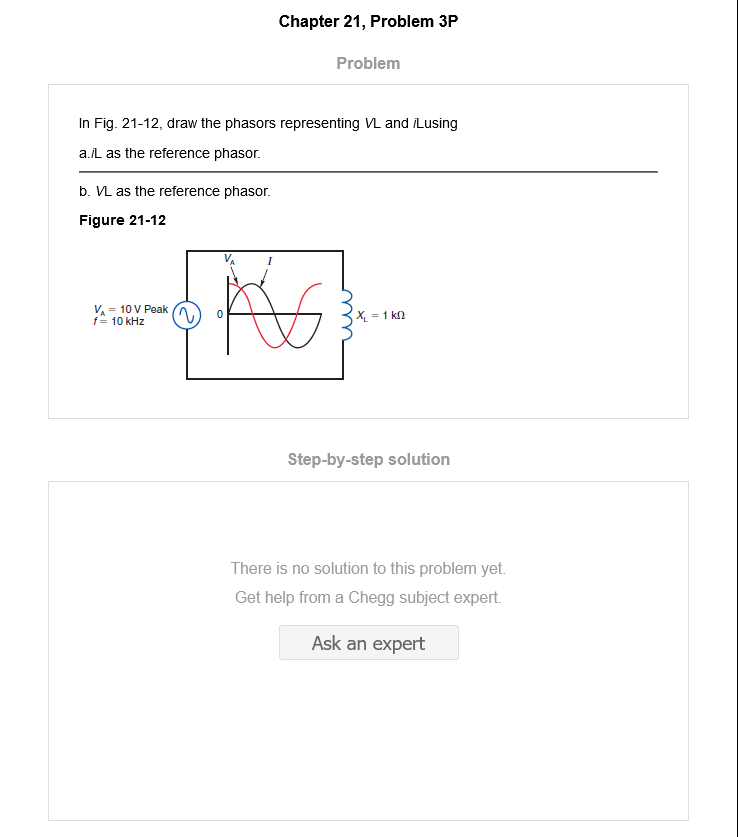 Chapter 21, Problem 3P
Problem
In Fig. 21-12, draw the phasors representing VL and iLusing
a.iL as the reference phasor.
b. VL as the reference phasor.
Figure 21-12
V_A I
V_A = 10 V Peak
f = 10 kHz
0
X_L = 1 kΩ
Step-by-step solution
There is no solution to this problem yet.
Get help from a Chegg subject expert.
Ask an expert